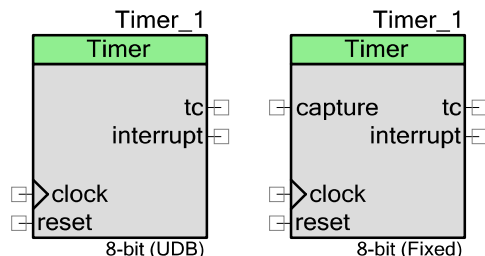 Timer_1
Timer
tc
interrupt
clock
reset
8-bit (UDB)
Timer_1
Timer
capture tc
interrupt
clock
reset
8-bit (Fixed)